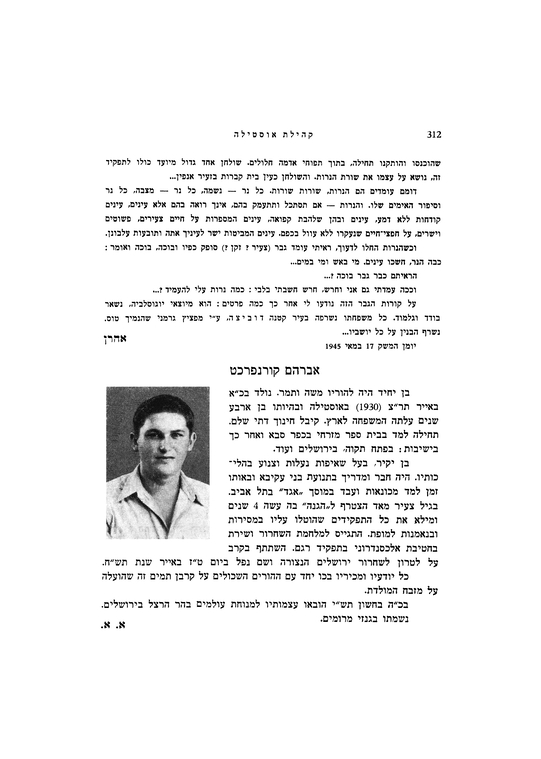 312
קהילת אוסטילה
שהוכנסו והותקנו תחילה, בתוך תפוחי אדמה חלולים. שולחן אחד גדול מיועד כולו לתפקיד
זה, נושא על עצמו את שורת הנרות. והשולחן כעין בית קברות בזעיר אנפין...
דומם עומדים הם הנרות, שורות שורות. כל נר — נשמה, כל נר — מצבה, כל נר
וסיפור האימים שלו. והנרות — אם תסתכל ותתעמק בהם, אינך רואה בהם אלא עינים, עינים
קודחות ללא דמע, עינים ובהן שלהבת קפואה, עינים המספרות על חיים צעירים, פשוטים
וישרים, על חפצי־חיים שנעקרו ללא עוול בכפם. עינים המביטות ישר לעיניך אתה ותובעות עלבונן.
וכשהנרות החלו לדעוך, ראיתי עומד גבר (צעיר ? זקן ?) סופק כפיו ובוכה, בוכה ואומר :
כבה הנר, חשכו עינים. מי באש ומי במים...
הראיתם כבר גבר בוכה ?...
וככה עמדתי גם אני וחרש, חרש חשבתי בלבי : כמה נרות עלי להעמיד ?...
על קורות הגבר הזה נודעו לי אחר כך כמה פרטים : הוא מיוצאי יוגוסלביה. נשאר
בודד וגלמוד. כל משפחתו נשרפה בעיר קטנה דוביצה, ע״י מפציץ גרמני שהנמיך טוס.
נשרף הבנין על כל יושביו...
אהרן
יומן המשק 17 במאי 1945
אברהם קורנפרכט
בן יחיד היה להוריו משה ותמר. נולד בכ״א
באייר תר״צ (1930) באוסטילה ובהיותו בן ארבע
שנים עלתה המשפחה לארץ. קיבל חינוך דתי שלם.
תחילה למד בבית ספר מזרחי בכפר סבא ואחר כך
בישיבות : בפתח תקוה, בירושלים ועוד.
בן יקיר, בעל שאיפות נעלות וצנוע בהלי־
כותיו. היה חבר ומדריך בתנועת בני עקיבא ובאותו
זמן למד מכונאות ועבד במוסך „אגד״ בתל אביב.
בגיל צעיר מאד הצטרף ל„הגנה״ בה עשה 4 שנים
ומילא את כל התפקידים שהוטלו עליו במסירות
ובנאמנות למופת. התגייס למלחמת השחרור ושירת
בחטיבת אלכסנדרוני בתפקיד רגם. השתתף בקרב
על לטרון לשחרור ירושלים הנצורה ושם נפל ביום ט״ז באייר שנת תש״ח.
כל יודעיו ומכיריו בכו יחד עם ההורים השכולים על קרבן תמים זה שהועלה
על מזבח המולדת.
בכ״ה בחשון תש״י הובאו עצמותיו למנוחת עולמים בהר הרצל בירושלים.
נשמתו בגנזי מרומים.
א. א.